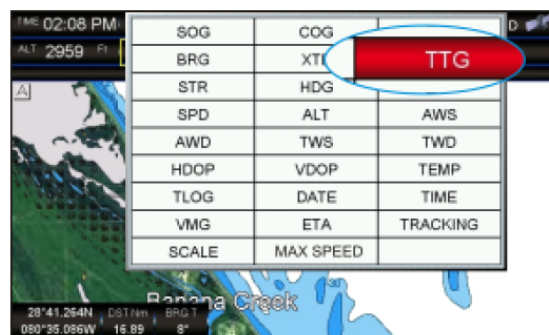 TIME 02:08 PM
ALT 2959 Ft
A
SOG COG
BRG XT TTG
STR HDG
SPD ALT AWS
AWD TWS TWD
HDOP VDOP TEMP
TLOG DATE TIME
VMG ETA TRACKING
SCALE MAX SPEED
D
Banana Creek
28°41.264N DST Nm BRG T
080°35.086W 16.89 8°